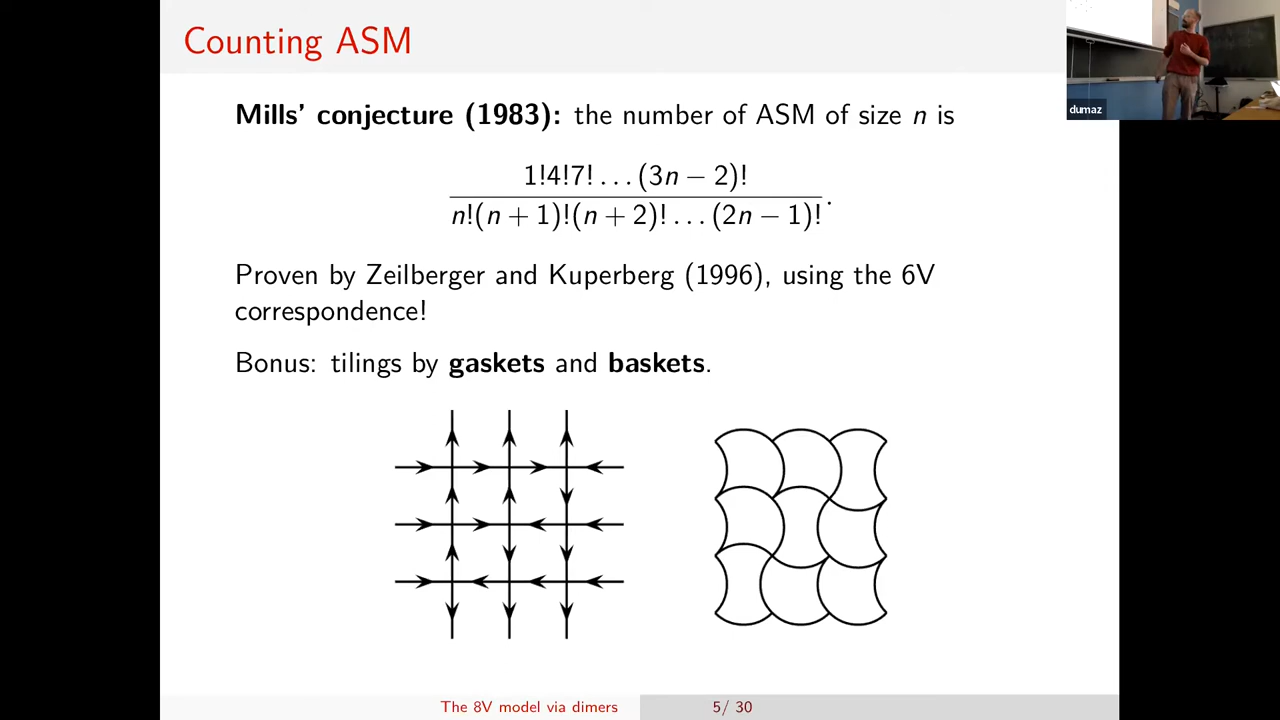 Counting ASM
Mills' conjecture (1983): the number of ASM of size n is
1!4!7! . . . (3n − 2)!
n!(n + 1)!(n + 2)! . . . (2n − 1)! .
Proven by Zeilberger and Kuperberg (1996), using the 6V
correspondence!
Bonus: tilings by gaskets and baskets.
The 8V model via dimers
5/ 30
dumaz